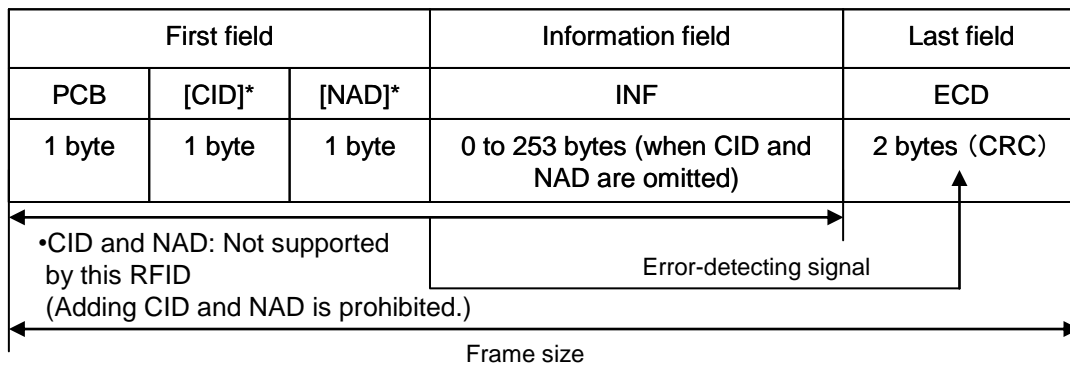 First field Information field Last field
PCB [CID]* [NAD]* INF ECD
1 byte 1 byte 1 byte 0 to 253 bytes (when CID and 2 bytes（CRC）
NAD are omitted)
•CID and NAD: Not supported
by this RFID
Error-detecting signal
(Adding CID and NAD is prohibited.)
Frame size